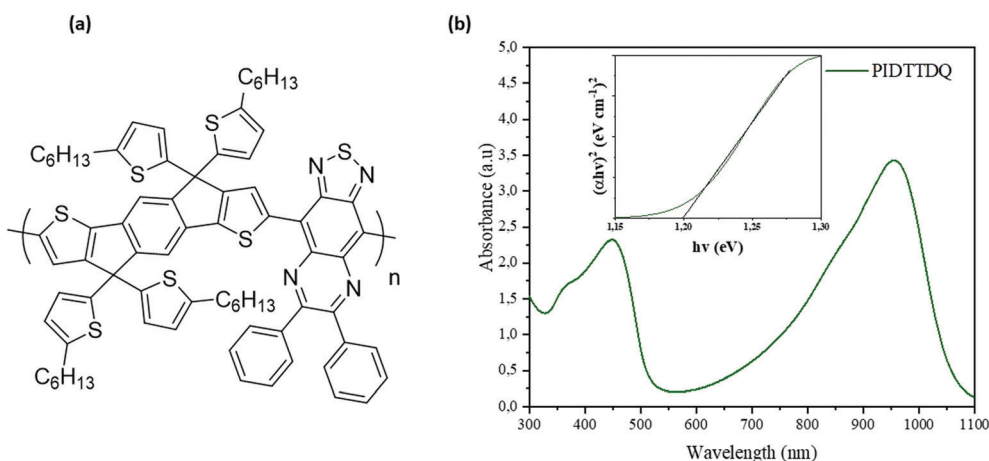 (a)
C6H13
C6H13
S
S
N
S
N
S
S
n
N
N
S
C6H13
S
C6H13
(b)
5,0
4,5
4,0
3,5
3,0
2,5
2,0
1,5
1,0
0,5
0,0
Absorbance (a.u)
300 400 500 600 700 800 900 1000 1100
Wavelength (nm)
PIDTTDQ
(αhν)² (eV cm⁻¹)²
1,15 1,20 1,25 1,30
hν (eV)